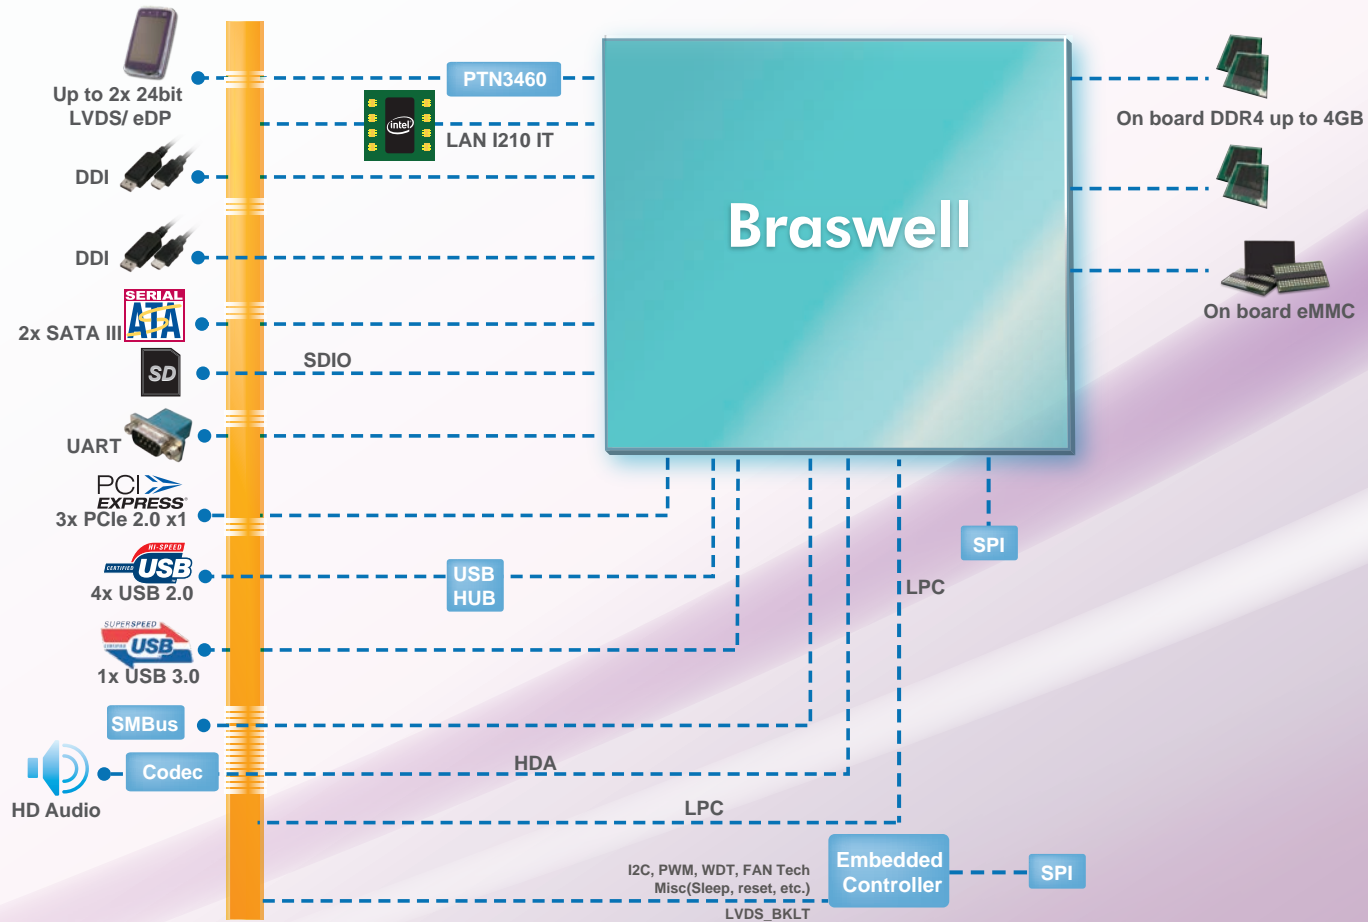 Up to 2x 24bit
LVDS/ eDP
PTN3460
intel
LAN I210 IT
DDI
DDI
SERIAL
ATA
2x SATA III
SD
SDIO
UART
PCI
EXPRESS
3x PCIe 2.0 x1
HI-SPEED
CERTIFIED
USB
4x USB 2.0
USB
HUB
SUPERSPEED
CERTIFIED
USB
1x USB 3.0
SMBus
Codec
HD Audio
HDA
LPC
LPC
Braswell
On board DDR4 up to 4GB
On board eMMC
SPI
I2C, PWM, WDT, FAN Tech
Misc(Sleep, reset, etc.)
LVDS_BKLT
Embedded
Controller
SPI